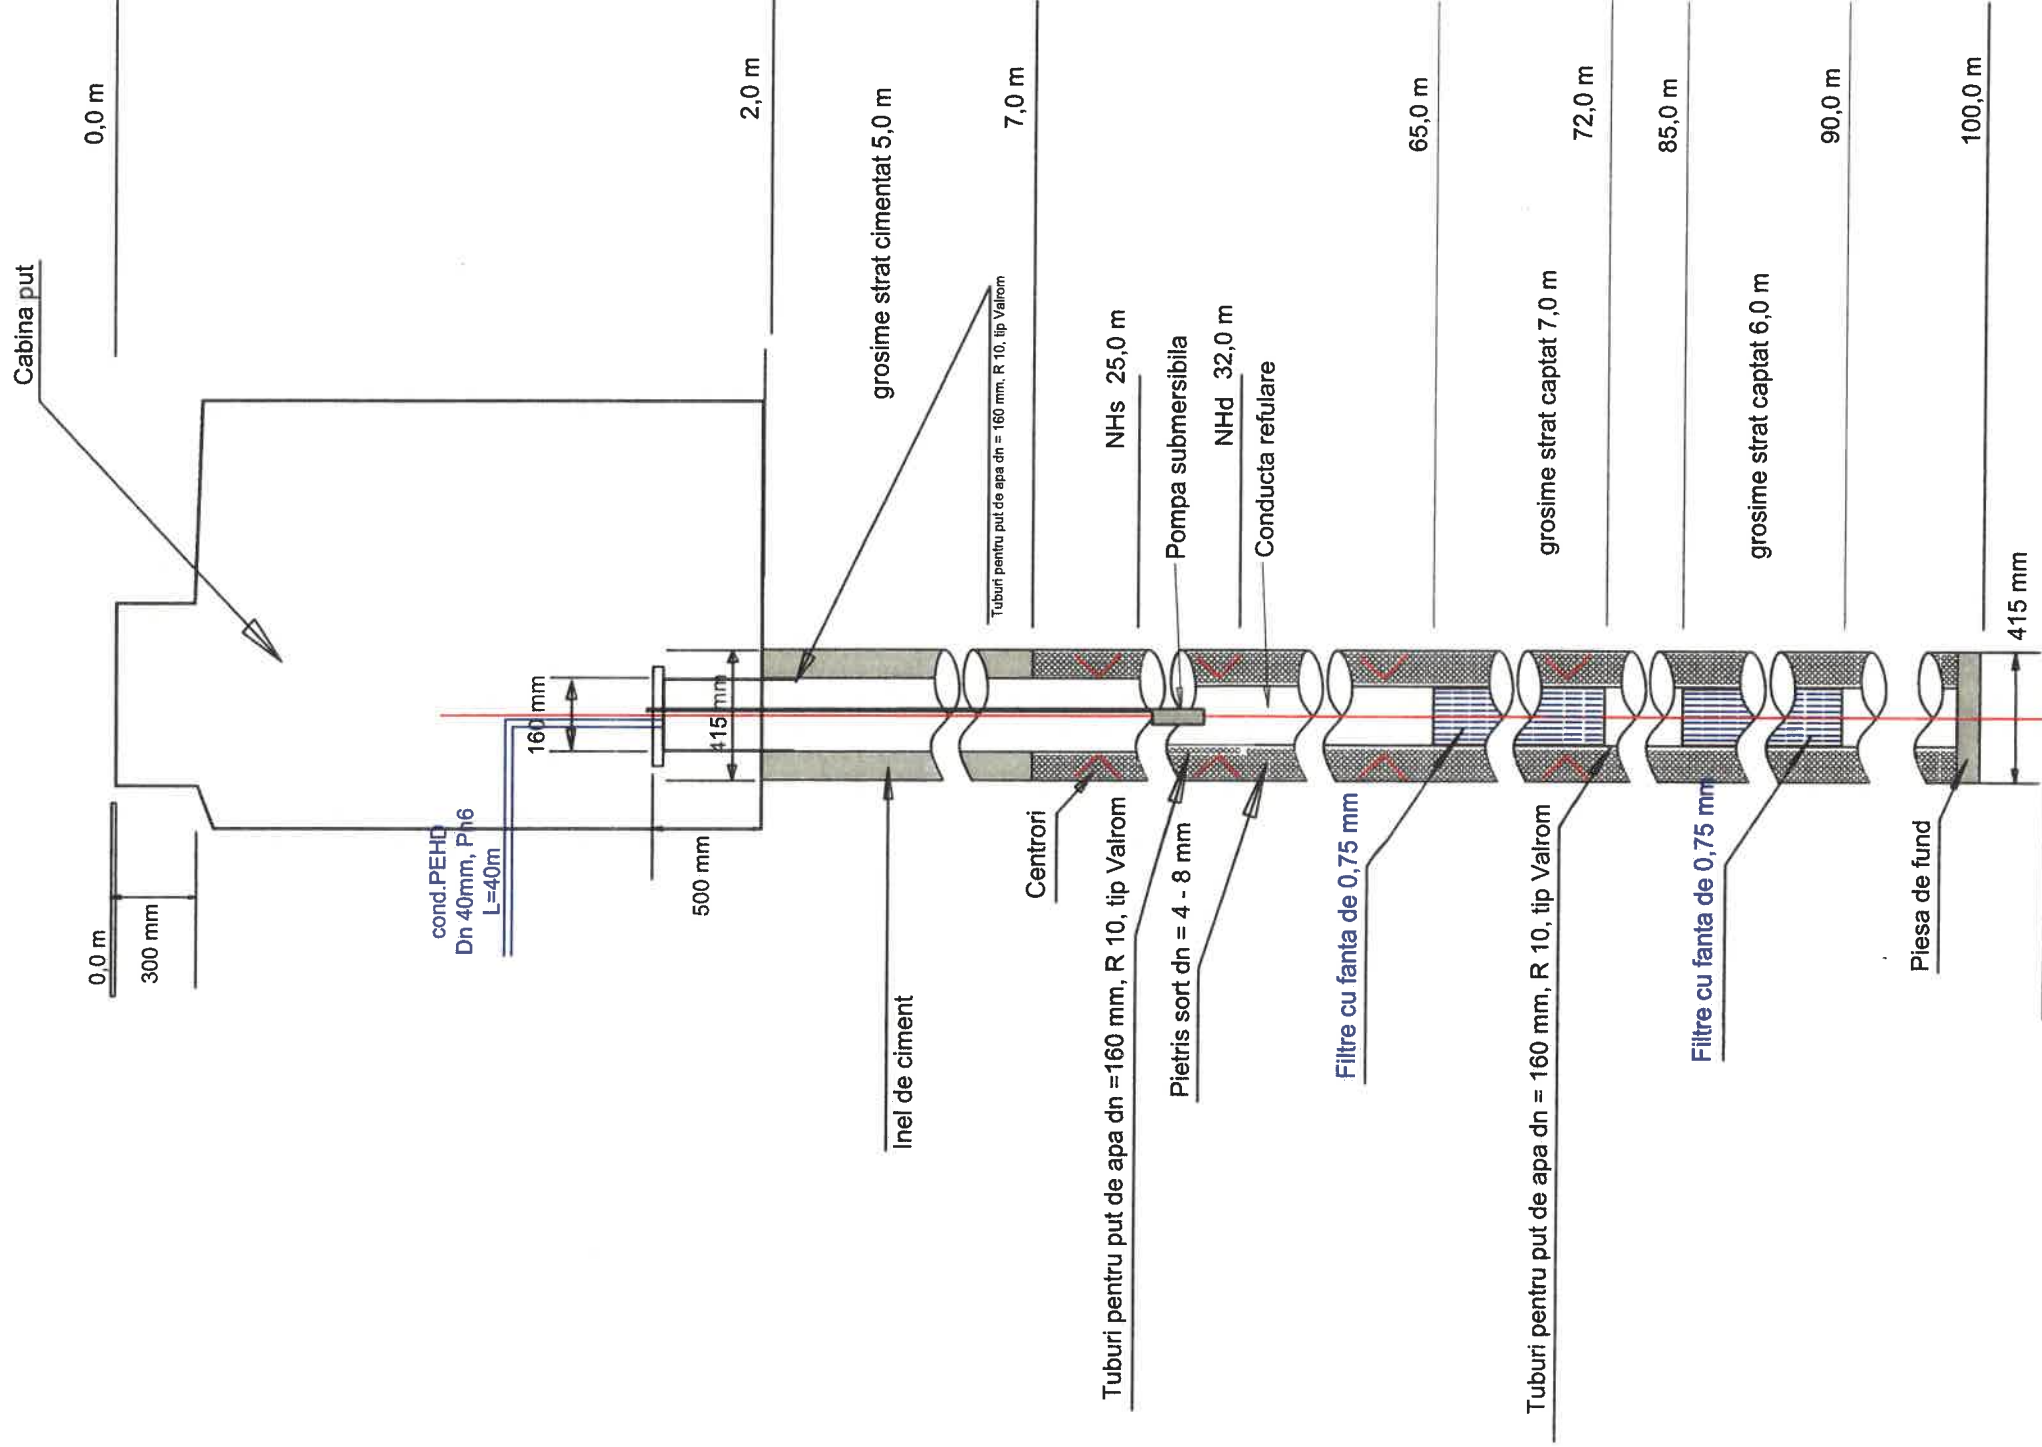 Cabina put
0,0 m
0,0 m
300 mm
cond.PEHD
Dn 40mm, Pn6
L=40m
160 mm
500 mm
415 mm
2,0 m
grosime strat cimentat 5,0 m
Inel de ciment
Tuburi pentru put de apa dn = 160 mm, R 10, tip Valrom
7,0 m
Centrori
NHs 25,0 m
Tuburi pentru put de apa dn =160 mm, R 10, tip Valrom
Pompa submersibila
Pietris sort dn = 4 - 8 mm
NHd 32,0 m
Conducta refulare
Filtre cu fanta de 0,75 mm
65,0 m
grosime strat captat 7,0 m
Tuburi pentru put de apa dn = 160 mm, R 10, tip Valrom
72,0 m
85,0 m
Filtre cu fanta de 0,75 mm
grosime strat captat 6,0 m
90,0 m
Piesa de fund
100,0 m
415 mm